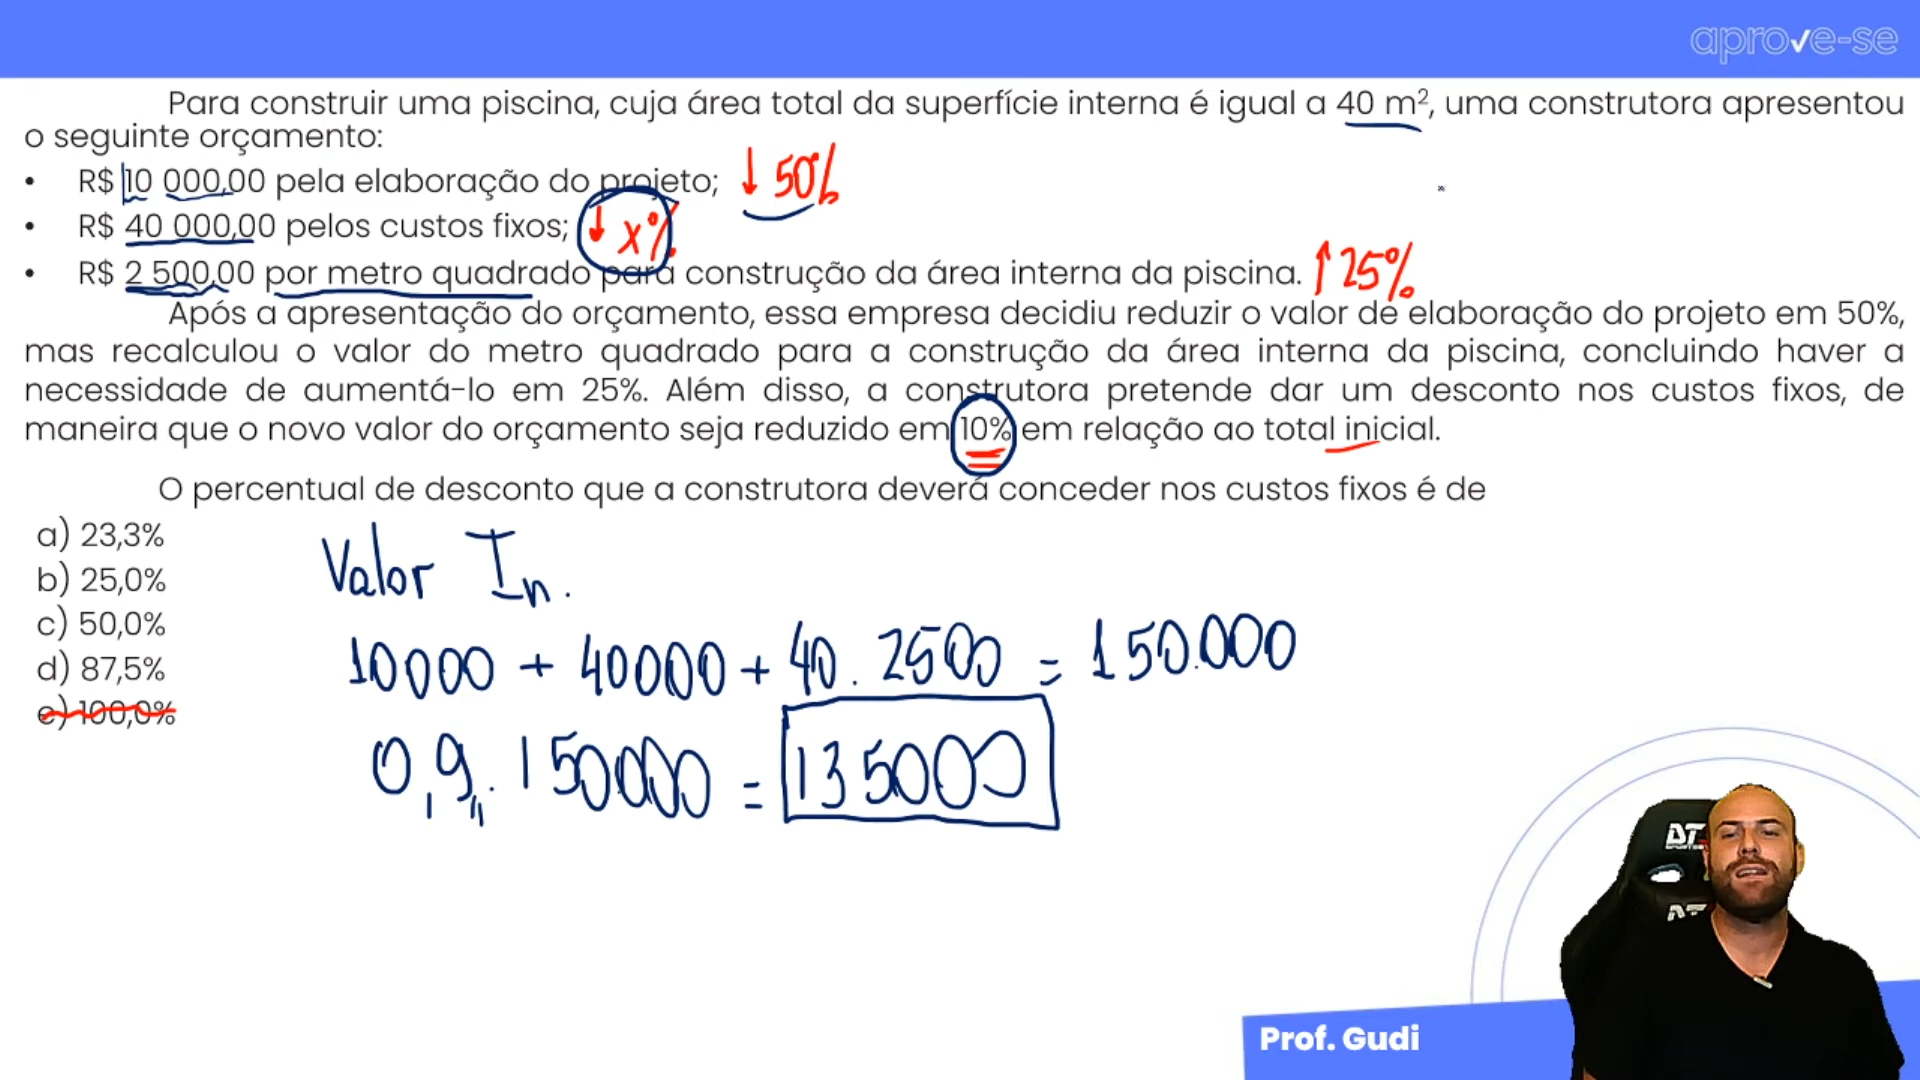 aprove-se
Para construir uma piscina, cuja área total da superfície interna é igual a 40 m², uma construtora apresentou
o seguinte orçamento:
• R$ 10 000,00 pela elaboração do projeto; ↓ 50%
• R$ 40 000,00 pelos custos fixos; ↓ x%
• R$ 2 500,00 por metro quadrado para construção da área interna da piscina. ↑ 25%
Após a apresentação do orçamento, essa empresa decidiu reduzir o valor de elaboração do projeto em 50%,
mas recalculou o valor do metro quadrado para a construção da área interna da piscina, concluindo haver a
necessidade de aumentá-lo em 25%. Além disso, a construtora pretende dar um desconto nos custos fixos, de
maneira que o novo valor do orçamento seja reduzido em 10% em relação ao total inicial.
O percentual de desconto que a construtora deverá conceder nos custos fixos é de
a) 23,3%
b) 25,0%
c) 50,0%
d) 87,5%
e) 100,0%
Valor In.
10000 + 40000 + 40 . 2500 = 150.000
0,9 . 150000 = 135000
DT
Prof. Gudi